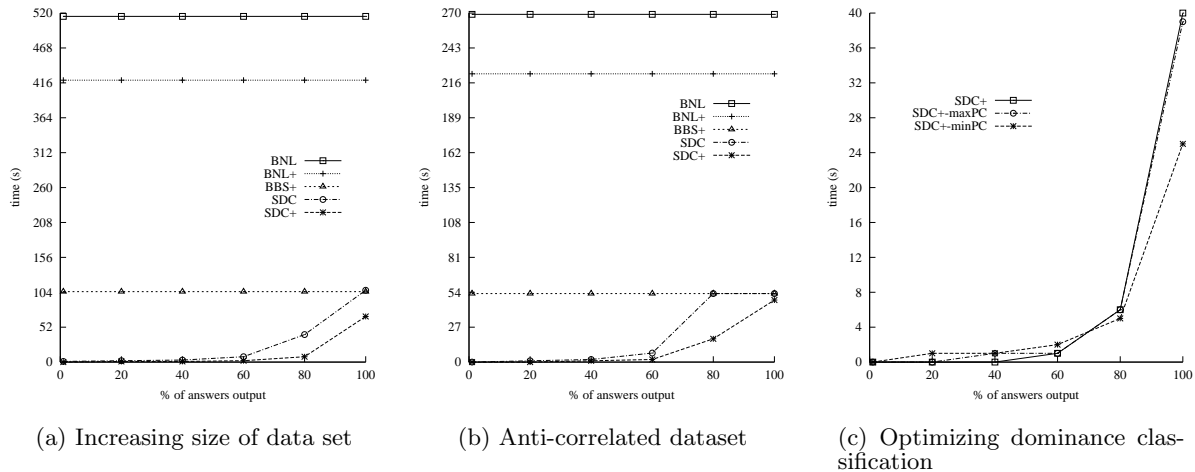 520
468
416
364
312
260
208
156
104
52
0
time (s)
BNL
BNL+
BBS+
SDC
SDC+
0 20 40 60 80 100
% of answers output
(a) Increasing size of data set
270
243
216
189
162
135
108
81
54
27
0
time (s)
BNL
BNL+
BBS+
SDC
SDC+
0 20 40 60 80 100
% of answers output
(b) Anti-correlated dataset
40
36
32
28
24
20
16
12
8
4
0
time (s)
SDC+
SDC+-maxPC
SDC+-minPC
0 20 40 60 80 100
% of answers output
(c) Optimizing dominance clas-
sification